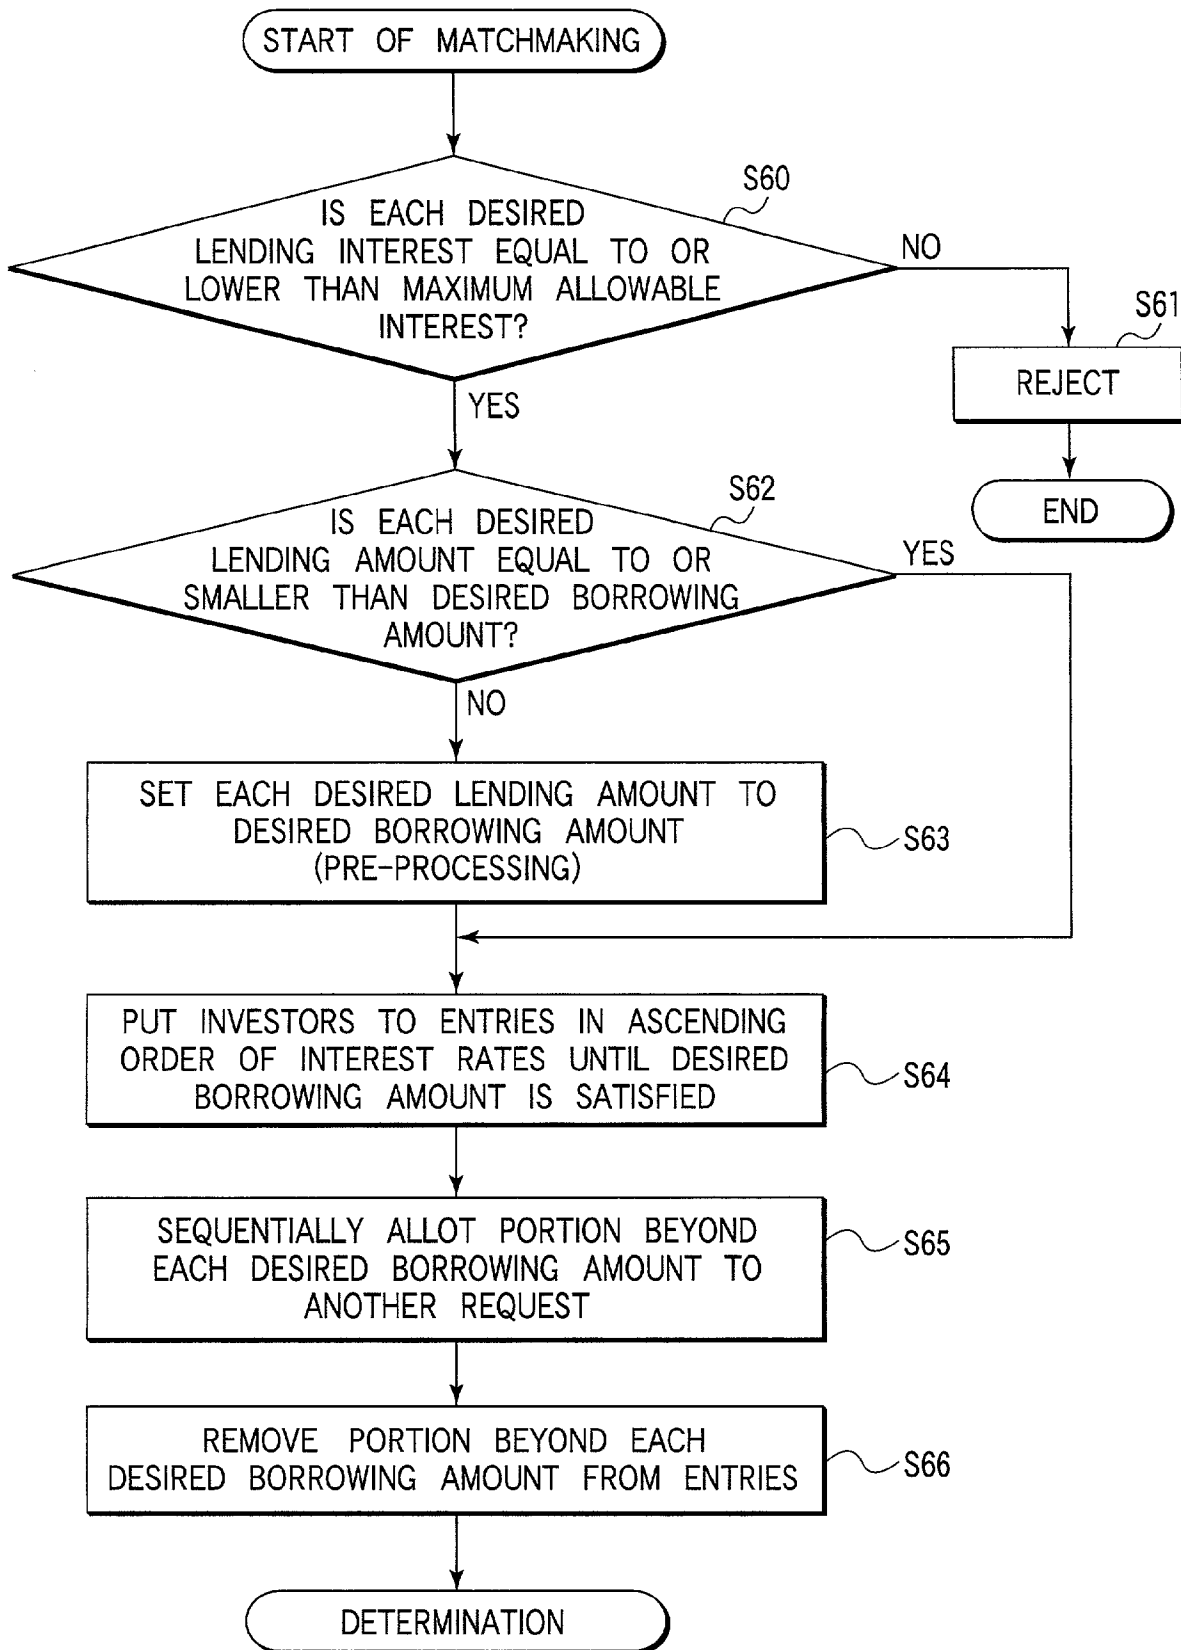 START OF MATCHMAKING
S60
IS EACH DESIRED
LENDING INTEREST EQUAL TO OR
LOWER THAN MAXIMUM ALLOWABLE
INTEREST?
NO
S61
REJECT
END
YES
S62
IS EACH DESIRED
LENDING AMOUNT EQUAL TO OR
SMALLER THAN DESIRED BORROWING
AMOUNT?
YES
NO
SET EACH DESIRED LENDING AMOUNT TO
DESIRED BORROWING AMOUNT
(PRE-PROCESSING)
S63
PUT INVESTORS TO ENTRIES IN ASCENDING
ORDER OF INTEREST RATES UNTIL DESIRED
BORROWING AMOUNT IS SATISFIED
S64
SEQUENTIALLY ALLOT PORTION BEYOND
EACH DESIRED BORROWING AMOUNT TO
ANOTHER REQUEST
S65
REMOVE PORTION BEYOND EACH
DESIRED BORROWING AMOUNT FROM ENTRIES
S66
DETERMINATION